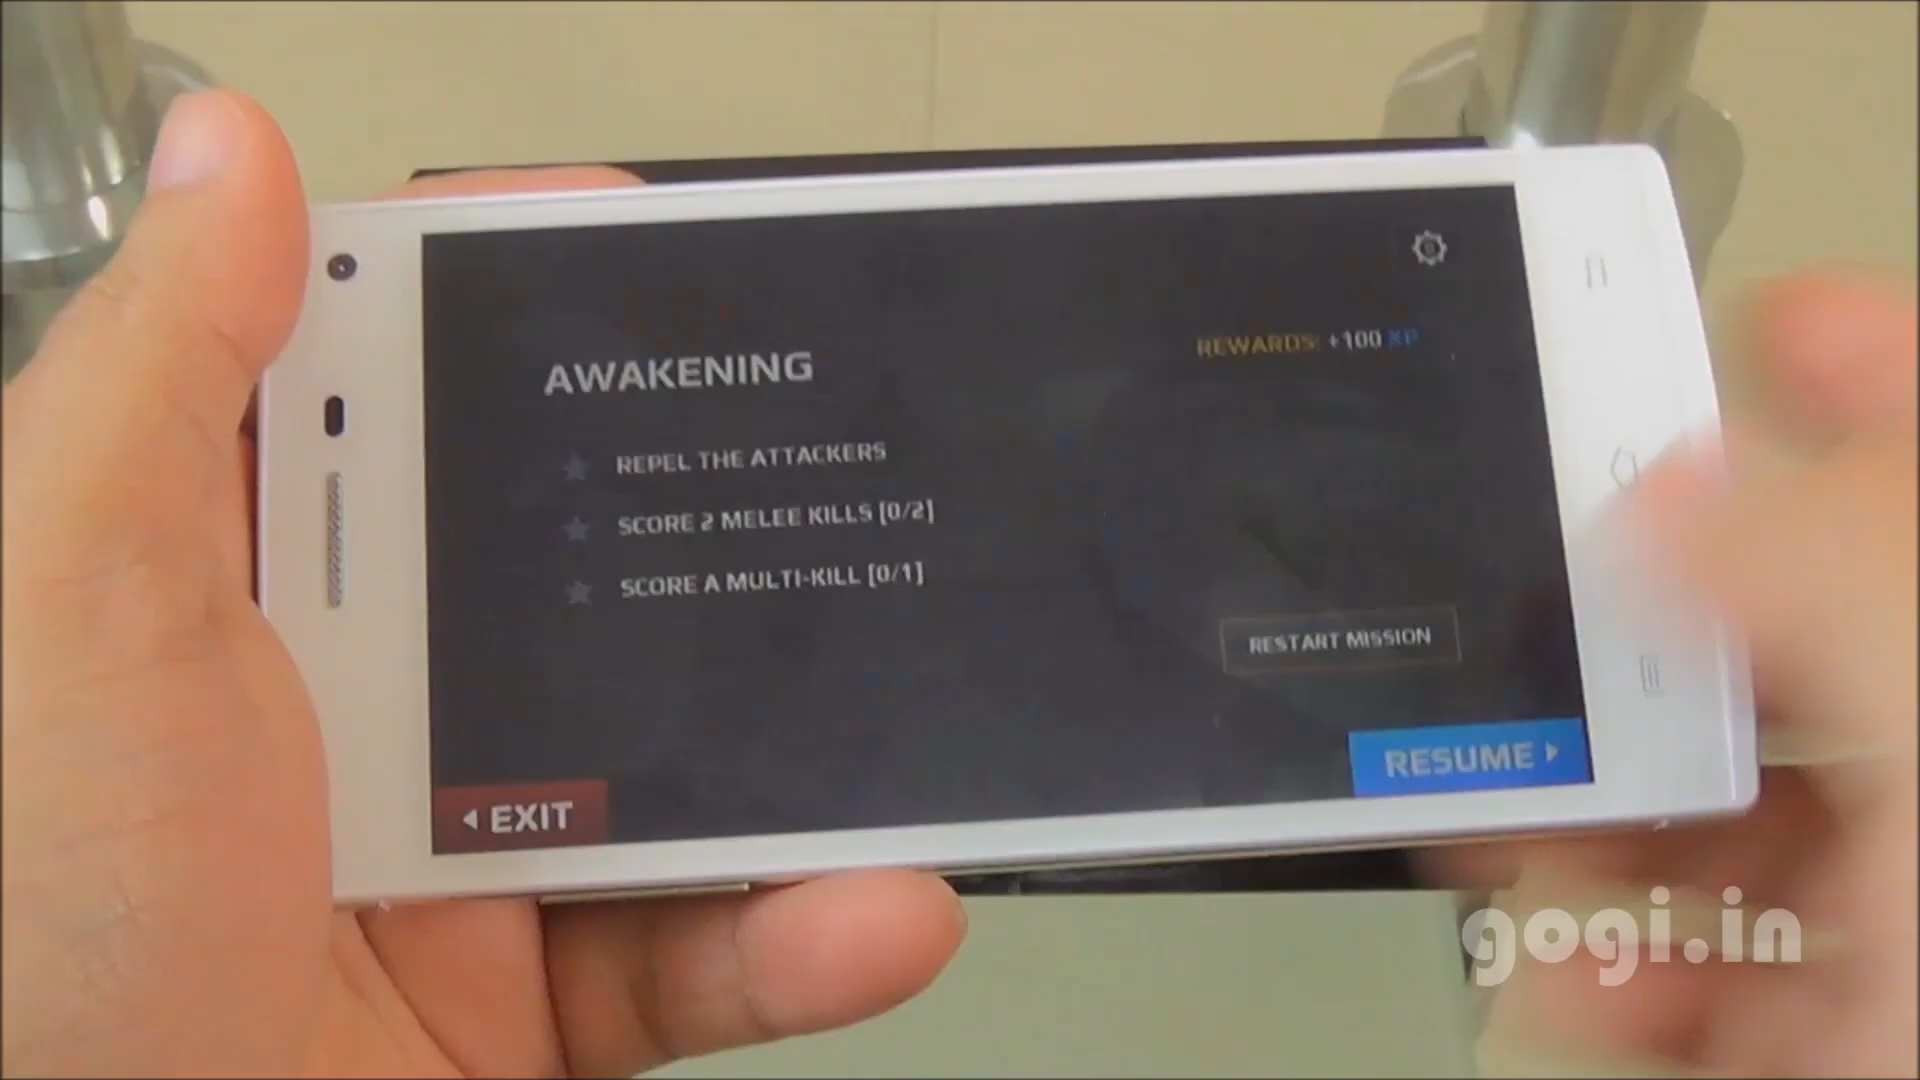 AWAKENING
REWARDS: +100 XP
REPEL THE ATTACKERS
SCORE 2 MELEE KILLS [0/2]
SCORE A MULTI-KILL [0/1]
RESTART MISSION
RESUME
EXIT
gogi.in